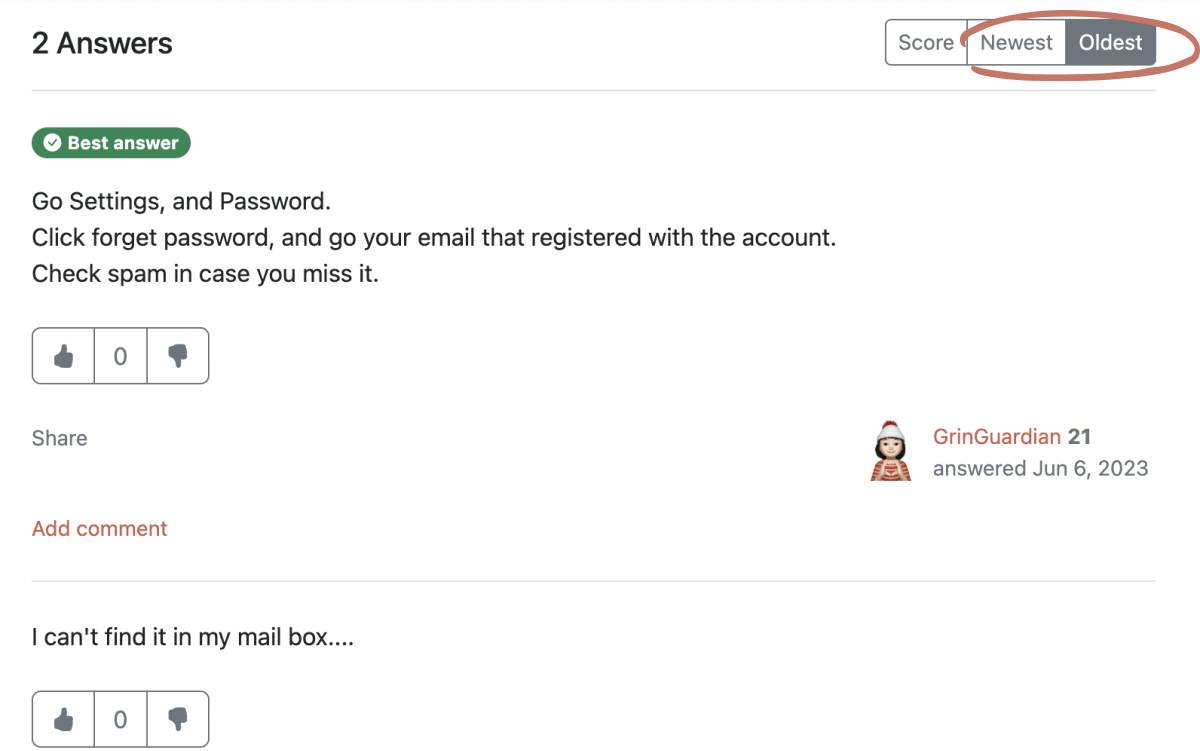 2 Answers
Score Newest Oldest
Best answer
Go Settings, and Password.
Click forget password, and go your email that registered with the account.
Check spam in case you miss it.
0
Share
GrinGuardian 21
answered Jun 6, 2023
Add comment
I can't find it in my mail box....
0